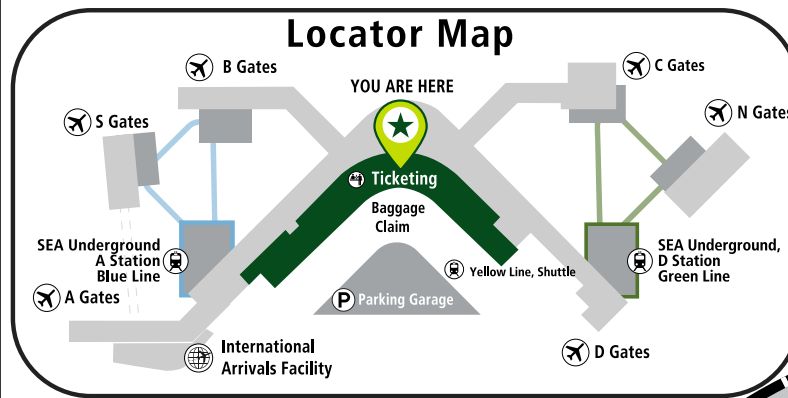 Locator Map
B Gates
YOU ARE HERE
C Gates
S Gates
N Gates
Ticketing
Baggage
Claim
SEA Underground
A Station
Blue Line
Yellow Line, Shuttle
SEA Underground,
D Station
Green Line
A Gates
P
Parking Garage
International
Arrivals Facility
D Gates